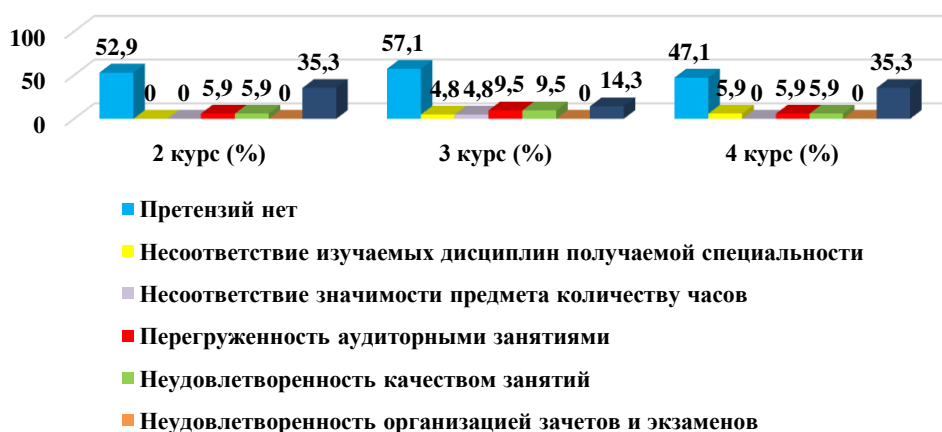 100
50
0
52,9
0
0
5,9
5,9
0
35,3
57,1
4,8
4,8
9,5
9,5
0
14,3
47,1
5,9
0
5,9
5,9
0
35,3
2 курс (%)
3 курс (%)
4 курс (%)
Претензий нет
Несоответствие изучаемых дисциплин получаемой специальности
Несоответствие значимости предмета количеству часов
Перегруженность аудиторными занятиями
Неудовлетворенность качеством занятий
Неудовлетворенность организацией зачетов и экзаменов